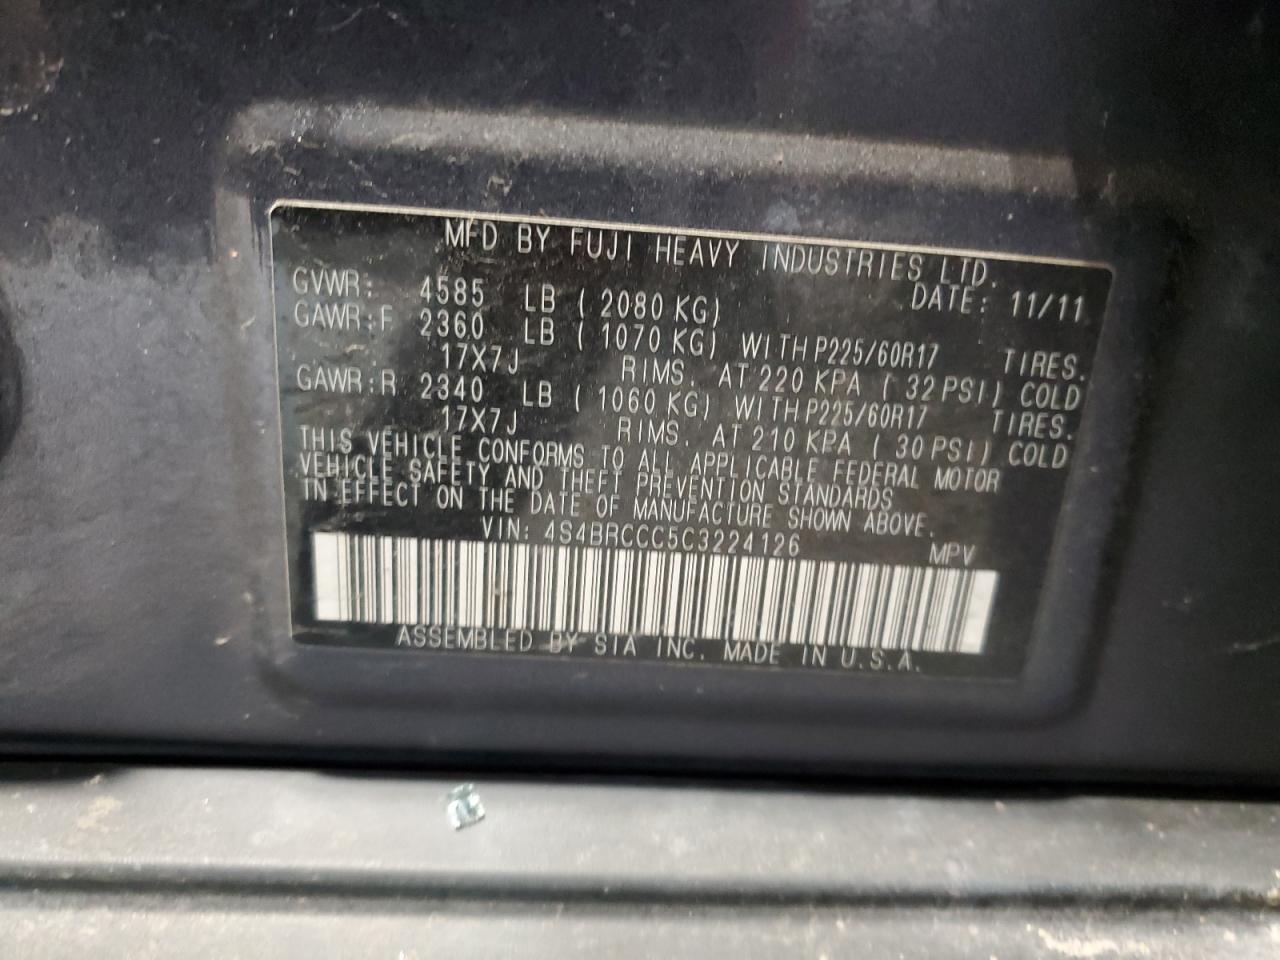 MFD BY FUJI HEAVY INDUSTRIES LTD.
GVWR: 4585 LB ( 2080 KG) DATE: 11/11
GAWR:F 2360 LB ( 1070 KG) WITH P225/60R17 TIRES.
17X7J RIMS. AT 220 KPA ( 32 PSI) COLD
GAWR:R 2340 LB ( 1060 KG) WITH P225/60R17 TIRES.
17X7J RIMS. AT 210 KPA ( 30 PSI) COLD
THIS VEHICLE CONFORMS TO ALL APPLICABLE FEDERAL MOTOR
VEHICLE SAFETY AND THEFT PREVENTION STANDARDS
IN EFFECT ON THE DATE OF MANUFACTURE SHOWN ABOVE.
VIN: 4S4BRCCC5C3224126 MPV
ASSEMBLED BY SIA INC. MADE IN U.S.A.